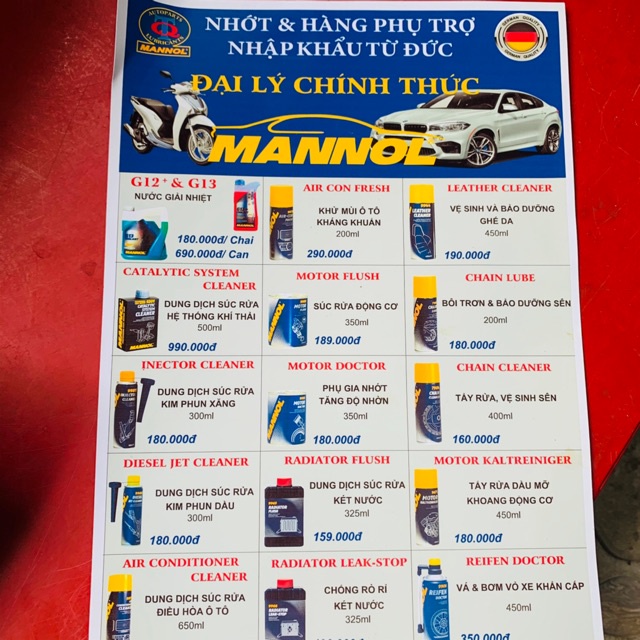 AUTOPARTS
LUBRICANTS
MANNOL
NHỚT & HÀNG PHỤ TRỢ
NHẬP KHẨU TỪ ĐỨC
GERMAN QUALITY
GERMAN QUALITY
ĐẠI LÝ CHÍNH THỨC
MANNOL
G12+ & G13
NƯỚC GIẢI NHIỆT
180.000đ/ Chai
690.000đ/ Can
AIR CON FRESH
KHỬ MÙI Ô TÔ
KHÁNG KHUẨN
200ml
290.000đ
LEATHER CLEANER
VỆ SINH VÀ BẢO DƯỠNG
GHẾ DA
450ml
190.000đ
CATALYTIC SYSTEM
CLEANER
DUNG DỊCH SÚC RỬA
HỆ THỐNG KHÍ THẢI
500ml
990.000đ
MOTOR FLUSH
SÚC RỬA ĐỘNG CƠ
350ml
189.000đ
CHAIN LUBE
BÔI TRƠN & BẢO DƯỠNG SÊN
200ml
180.000đ
INECTOR CLEANER
DUNG DỊCH SÚC RỬA
KIM PHUN XĂNG
300ml
180.000đ
MOTOR DOCTOR
PHỤ GIA NHỚT
TĂNG ĐỘ NHỜN
350ml
180.000đ
CHAIN CLEANER
TẨY RỬA, VỆ SINH SÊN
400ml
160.000đ
DIESEL JET CLEANER
DUNG DỊCH SÚC RỬA
KIM PHUN DẦU
300ml
180.000đ
RADIATOR FLUSH
DUNG DỊCH SÚC RỬA
KÉT NƯỚC
325ml
159.000đ
MOTOR KALTREINIGER
TẨY RỬA DẦU MỠ
KHOANG ĐỘNG CƠ
450ml
180.000đ
AIR CONDITIONER
CLEANER
DUNG DỊCH SÚC RỬA
ĐIỀU HÒA Ô TÔ
650ml
RADIATOR LEAK-STOP
CHỐNG RÒ RỈ
KÉT NƯỚC
325ml
REIFEN DOCTOR
VÁ & BƠM VỎ XE KHẨN CẤP
450ml
350.000đ